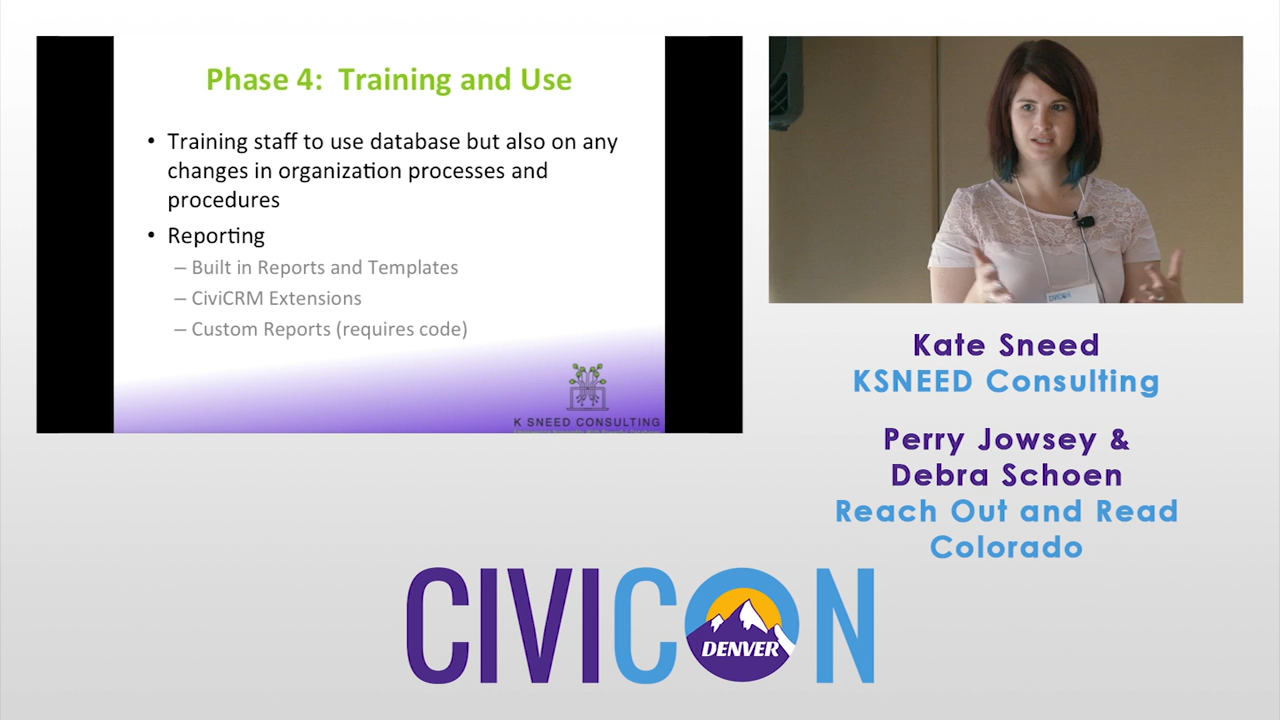 Phase 4: Training and Use
• Training staff to use database but also on any
changes in organization processes and
procedures
• Reporting
– Built in Reports and Templates
– CiviCRM Extensions
– Custom Reports (requires code)
K SNEED CONSULTING
CIVICON
Kate Sneed
KSNEED Consulting
Perry Jowsey &
Debra Schoen
Reach Out and Read
Colorado
CIVICON
DENVER